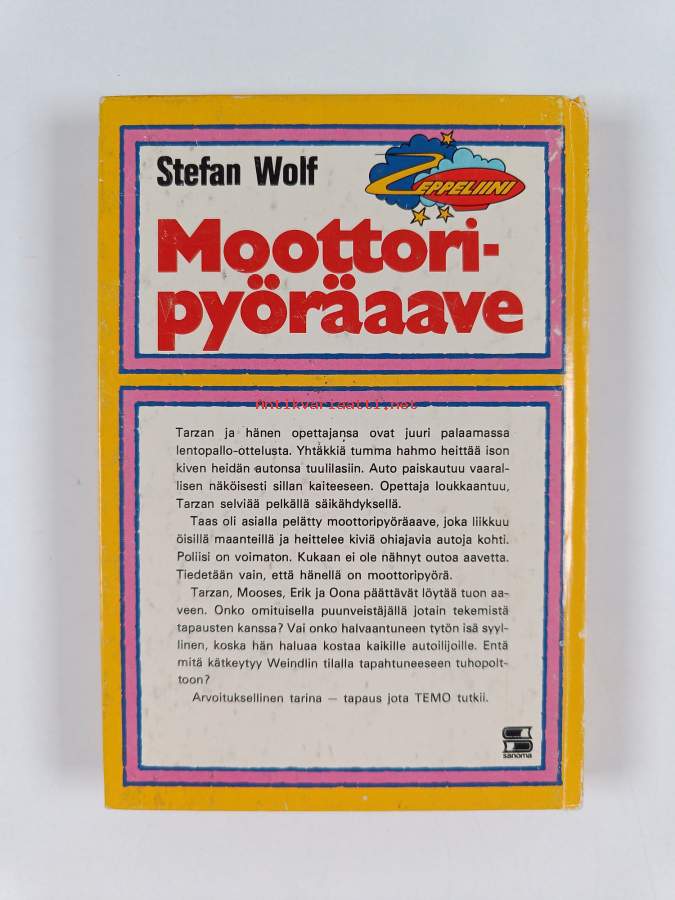 Stefan Wolf
ZEPPELIINI
Moottori-
pyöräaave
Antikvariaatti.net
Tarzan ja hänen opettajansa ovat juuri palaamassa
lentopallo-ottelusta. Yhtäkkiä tumma hahmo heittää ison
kiven heidän autonsa tuulilasiin. Auto paiskautuu vaaral-
lisen näköisesti sillan kaiteeseen. Opettaja loukkaantuu,
Tarzan selviää pelkällä säikähdyksellä.
Taas oli asialla pelätty moottoripyöräaave, joka liikkuu
öisillä maanteillä ja heittelee kiviä ohiajavia autoja kohti.
Poliisi on voimaton. Kukaan ei ole nähnyt outoa aavetta.
Tiedetään vain, että hänellä on moottoripyörä.
Tarzan, Mooses, Erik ja Oona päättävät löytää tuon aa-
veen. Onko omituisella puunveistäjällä jotain tekemistä
tapausten kanssa? Vai onko halvaantuneen tytön isä syyl-
linen, koska hän haluaa kostaa kaikille autoilijoille. Entä
mitä kätkeytyy Weindlin tilalla tapahtuneeseen tuhopolt-
toon?
Arvoituksellinen tarina — tapaus jota TEMO tutkii.
sanoma